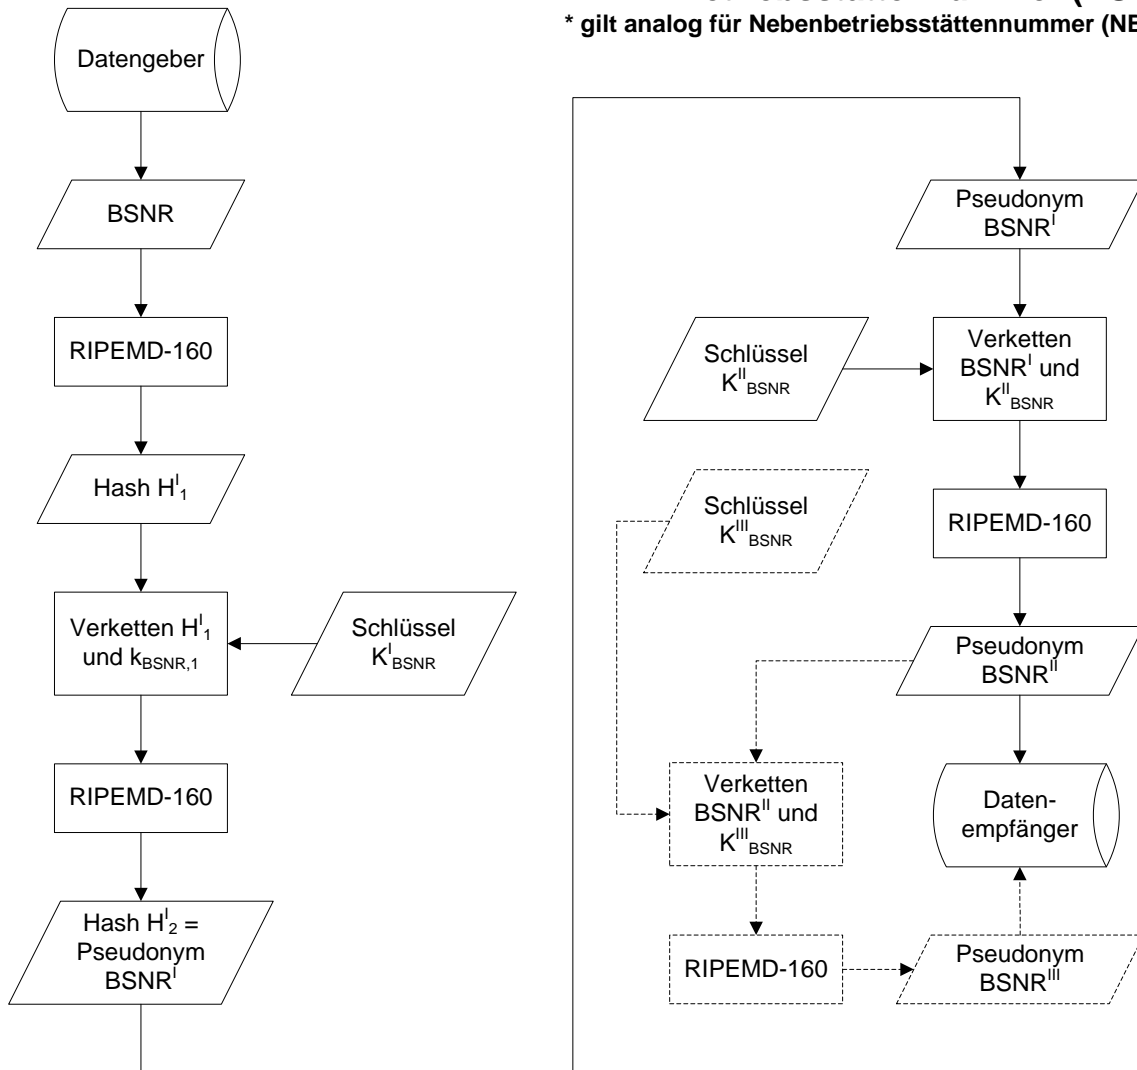 * gilt analog für Nebenbetriebsstättennummer
Datengeber
BSNR
RIPEMD-160
Hash H^I_1
Verketten H^I_1
und k_BSNR,1
Schlüssel
K^I_BSNR
RIPEMD-160
Hash H^I_2 =
Pseudonym
BSNR^I
Pseudonym
BSNR^I
Schlüssel
K^II_BSNR
Verketten
BSNR^I und
K^II_BSNR
Schlüssel
K^III_BSNR
RIPEMD-160
Pseudonym
BSNR^II
Verketten
BSNR^II und
K^III_BSNR
Daten-
empfänger
RIPEMD-160
Pseudonym
BSNR^III